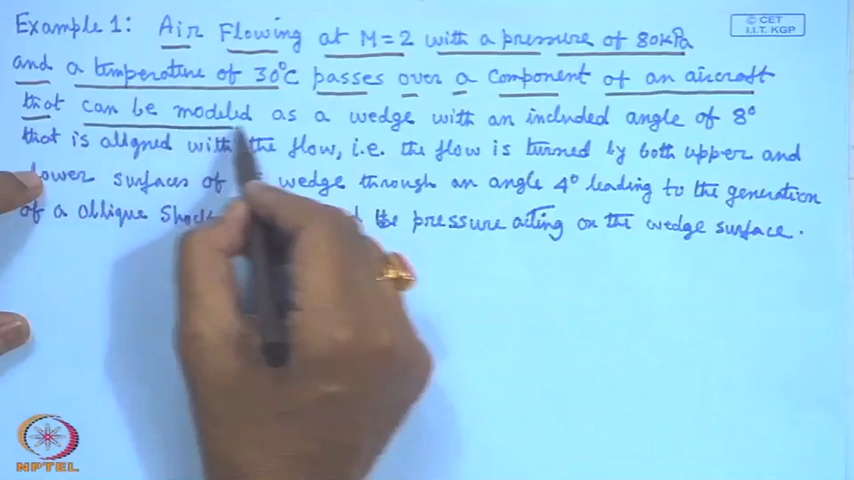 Example 1: Air Flowing at M=2 with a pressure of 80kPa
and a temperature of 30°C passes over a component of an aircraft
that can be modeled as a wedge with an included angle of 8°
that is aligned with the flow, i.e. the flow is turned by both upper and
lower surfaces of wedge through an angle 4° leading to the generation
of a oblique Shock the pressure acting on the wedge surface.
© CET
I.I.T. KGP
NPTEL